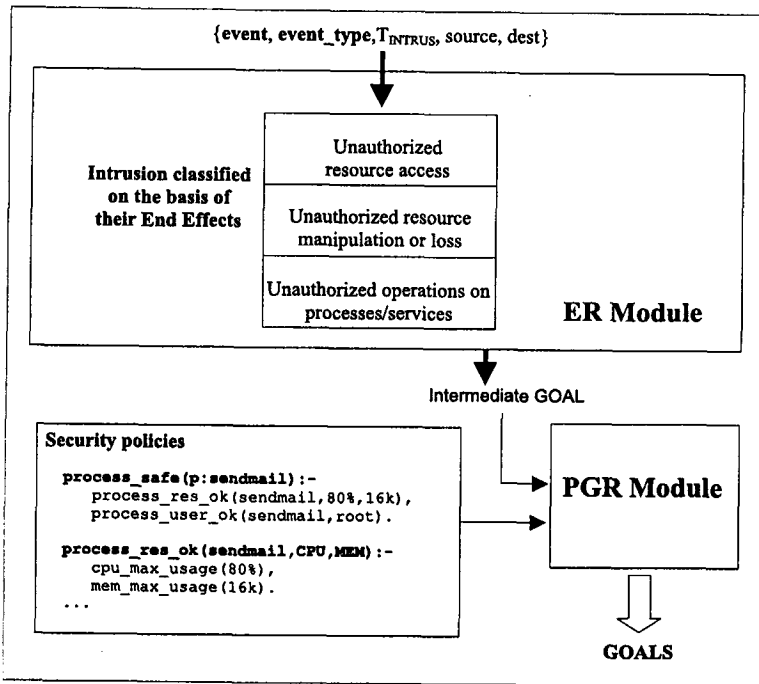 {event, event_type,TINTRUS, source, dest}
Intrusion classified
on the basis of
their End Effects
Unauthorized
resource access
Unauthorized resource
manipulation or loss
Unauthorized operations on
processes/services
ER Module
Intermediate GOAL
Security policies
process_safe(p:sendmail):-
process_res_ok(sendmail,80%,16k),
process_user_ok(sendmail,root).
process_res_ok(sendmail,CPU,MEM):-
cpu_max_usage(80%),
mem_max_usage(16k).
...
PGR Module
GOALS